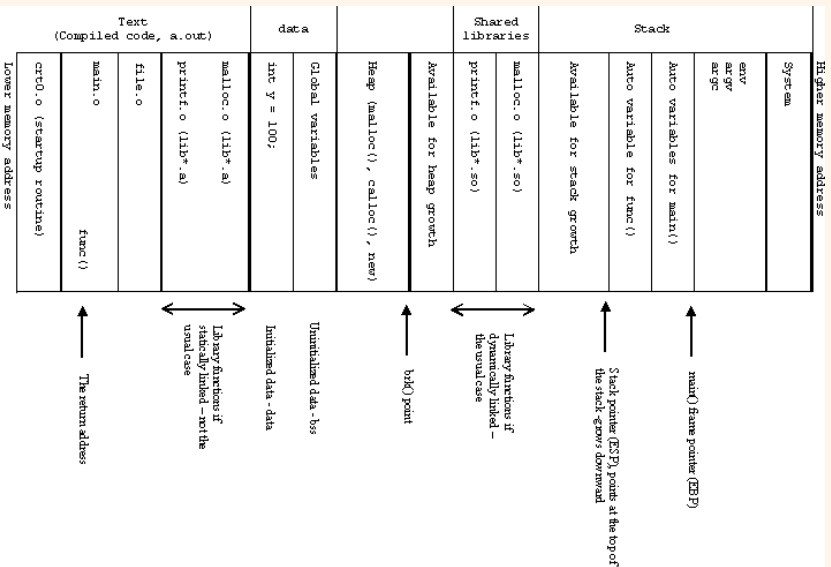 Text
(Compiled code, a.out)
data
Shared
libraries
Stack
Lower memory address
crt0.o (startup routine)
main.o
func()
file.o
printf.o (lib*.a)
malloc.o (lib*.a)
int y = 100;
Global variables
Heap (malloc(), calloc(), new)
Available for heap growth
printf.o (lib*.so)
malloc.o (lib*.so)
Available for stack growth
Auto variable for func()
Auto variables for main()
env
argv
argc
System
Higher memory address
The return address
Library functions if
statically linked – not the
usual case
Initialized data - data
Uninitialized data - bss
brk() point
Library functions if
dynamically linked –
the usual case
Stack pointer (ESP), points at the top of
the stack -grows downward
main() frame pointer (EBP)